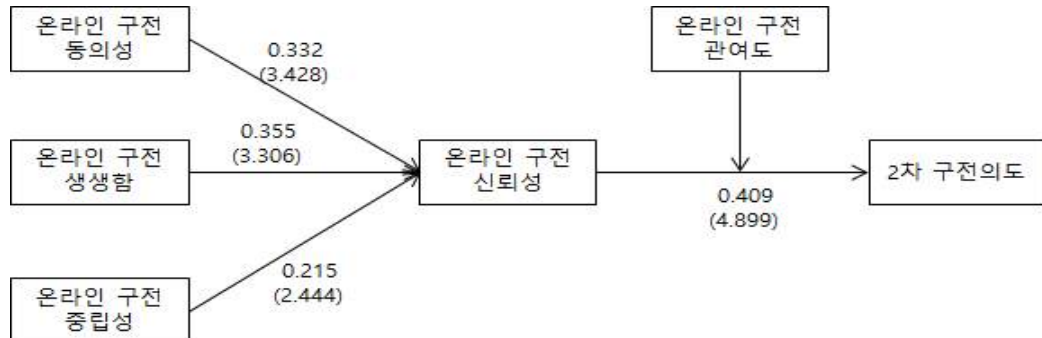 온라인 구전
동의성
0.332
(3.428)
온라인 구전
관여도
온라인 구전
생생함
0.355
(3.306)
온라인 구전
신뢰성
0.409
(4.899)
2차 구전의도
온라인 구전
중립성
0.215
(2.444)